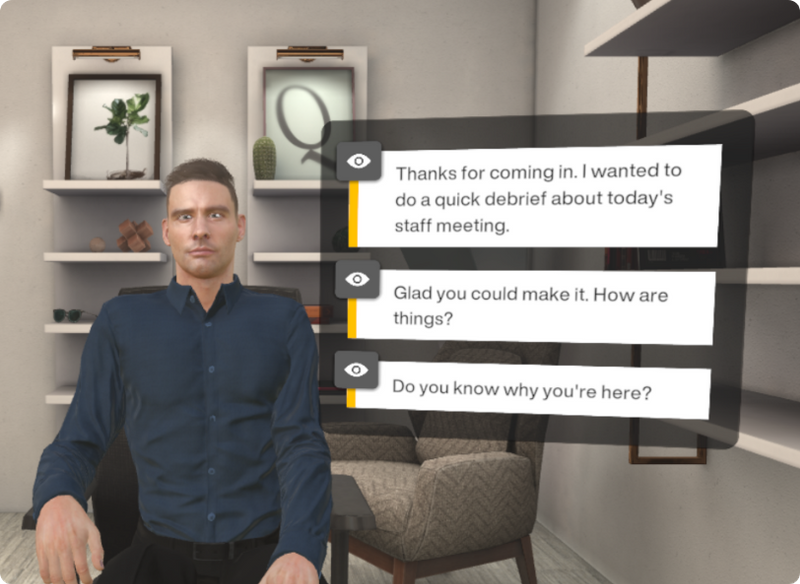 Q
Thanks for coming in. I wanted to
do a quick debrief about today's
staff meeting.
Glad you could make it. How are
things?
Do you know why you're here?